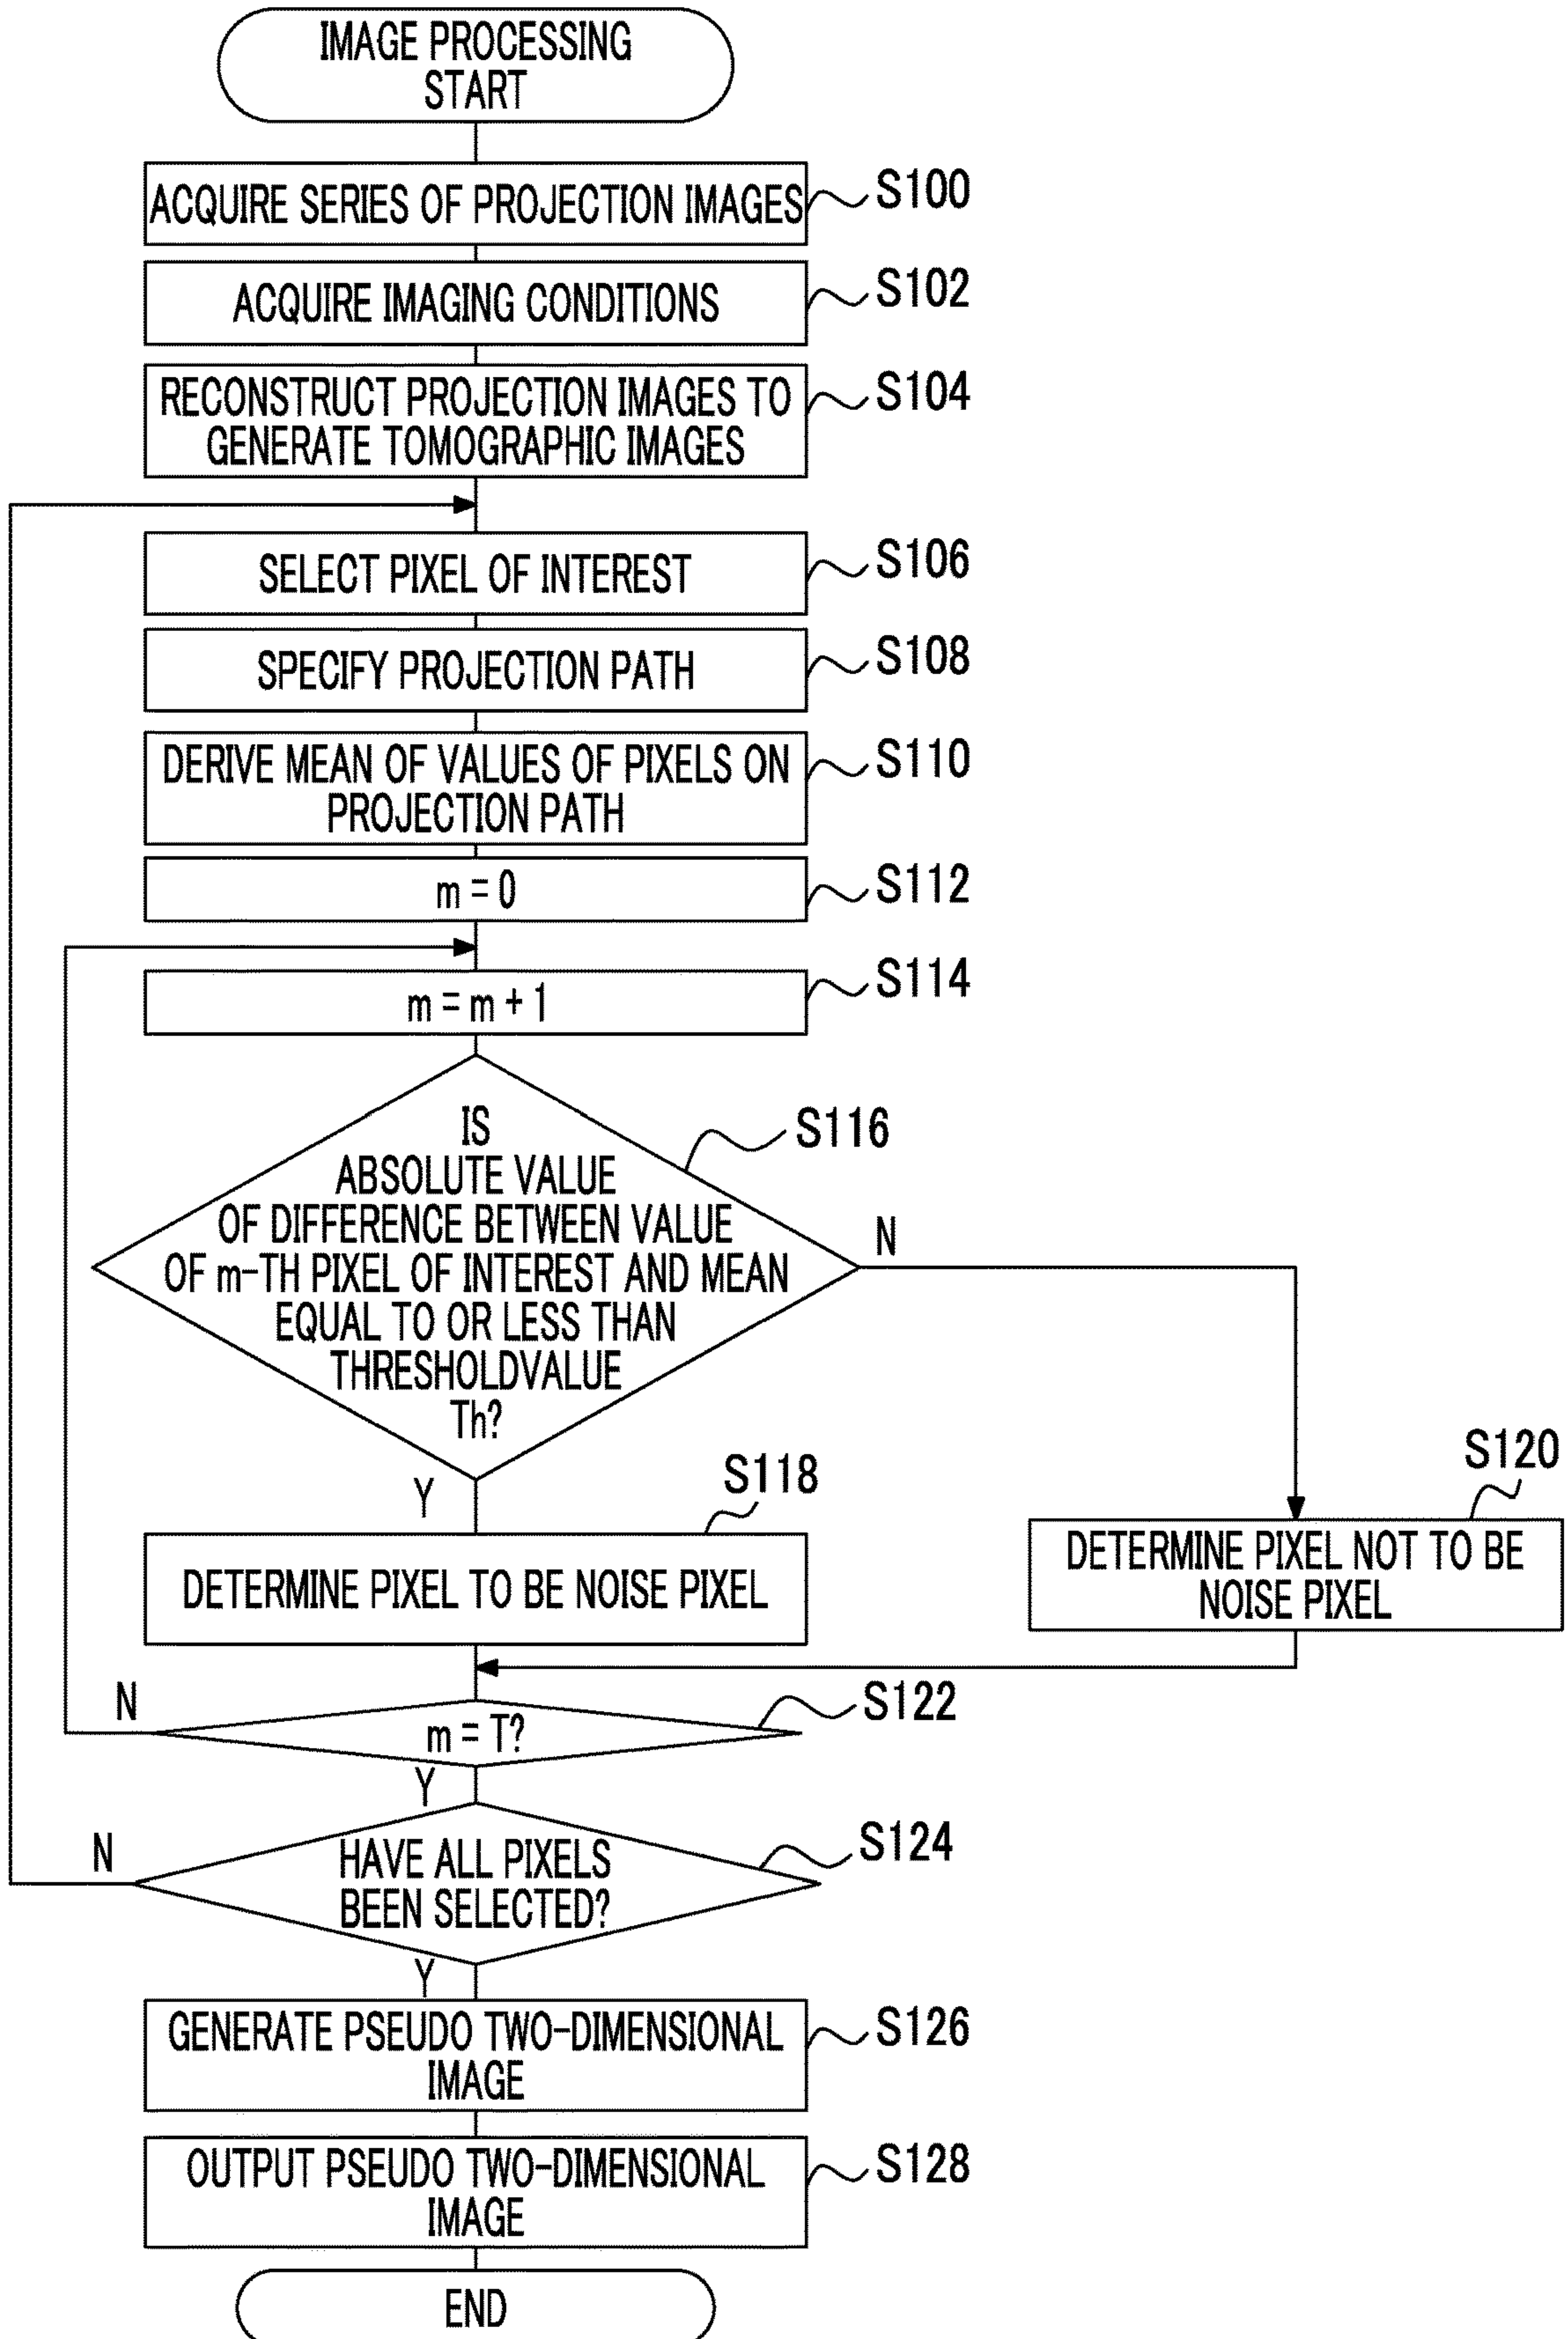 IMAGE PROCESSING
START
ACQUIRE SERIES OF PROJECTION IMAGES
S100
ACQUIRE IMAGING CONDITIONS
S102
RECONSTRUCT PROJECTION IMAGES TO
GENERATE TOMOGRAPHIC IMAGES
S104
SELECT PIXEL OF INTEREST
S106
SPECIFY PROJECTION PATH
S108
DERIVE MEAN OF VALUES OF PIXELS ON
PROJECTION PATH
S110
m = 0
S112
m = m + 1
S114
IS
ABSOLUTE VALUE
OF DIFFERENCE BETWEEN VALUE
OF m-TH PIXEL OF INTEREST AND MEAN
EQUAL TO OR LESS THAN
THRESHOLDVALUE
Th?
S116
N
Y
S118
DETERMINE PIXEL TO BE NOISE PIXEL
S120
DETERMINE PIXEL NOT TO BE
NOISE PIXEL
N
m = T?
S122
Y
N
HAVE ALL PIXELS
BEEN SELECTED?
S124
Y
GENERATE PSEUDO TWO-DIMENSIONAL
IMAGE
S126
OUTPUT PSEUDO TWO-DIMENSIONAL
IMAGE
S128
END